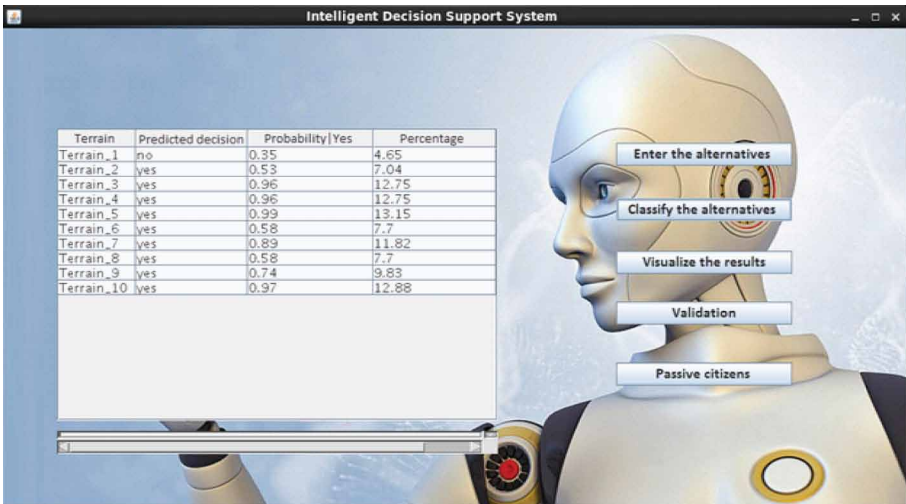 Intelligent Decision Support System
Terrain Predicted decision Probability|Yes Percentage
Terrain_1 no 0.35 4.65
Terrain_2 yes 0.53 7.04
Terrain_3 yes 0.96 12.75
Terrain_4 yes 0.96 12.75
Terrain_5 yes 0.99 13.15
Terrain_6 yes 0.58 7.7
Terrain_7 yes 0.89 11.82
Terrain_8 yes 0.58 7.7
Terrain_9 yes 0.74 9.83
Terrain_10 yes 0.97 12.88
Enter the alternatives
Classify the alternatives
Visualize the results
Validation
Passive citizens